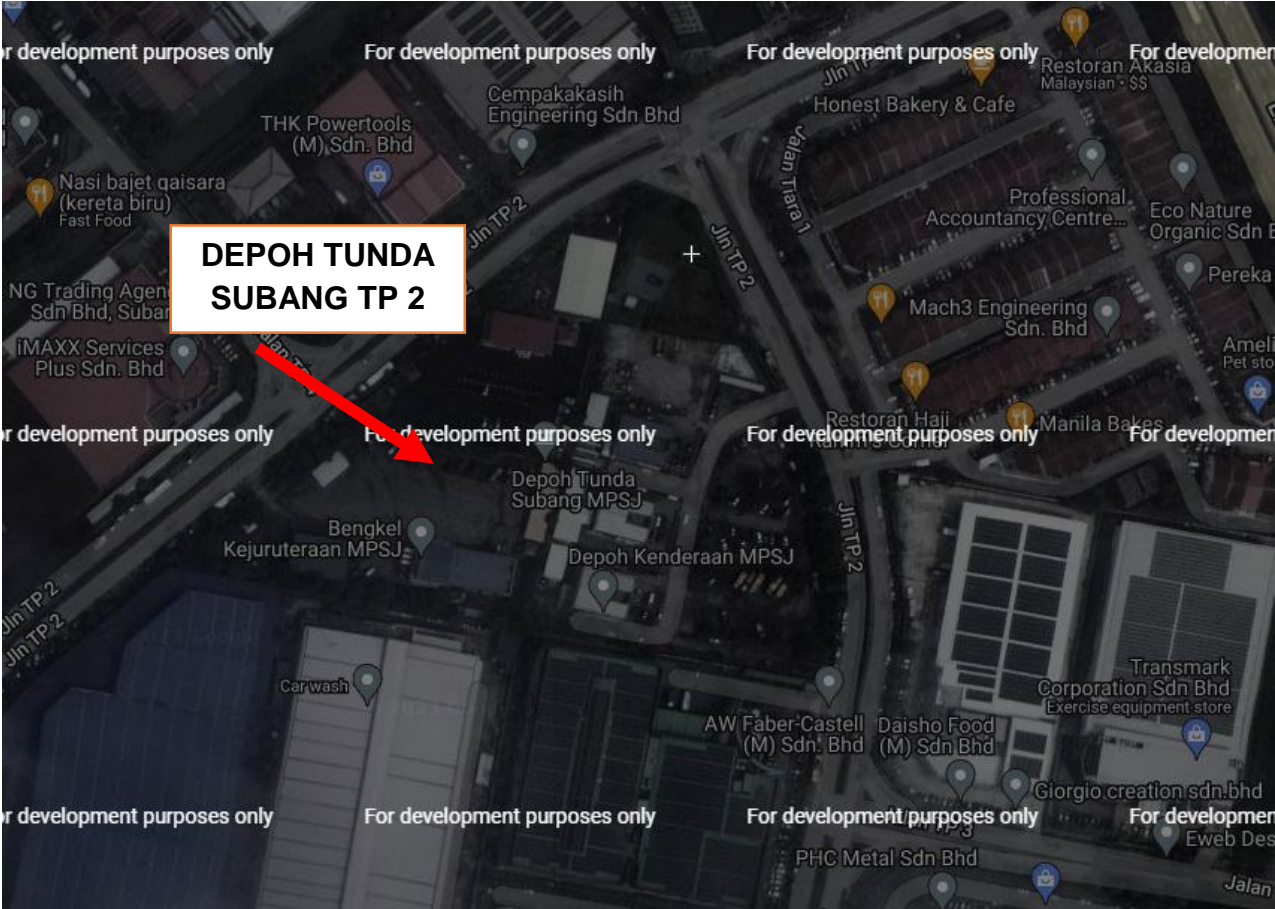 or development purposes only
For development purposes only
For development purposes only
For developmen
Restoran Akasia
Malaysian • $$
Cempakakasih
Engineering Sdn Bhd
Honest Bakery & Cafe
THK Powertools
(M) Sdn. Bhd
Jalan Tiara 1
Nasi bajet qaisara
(kereta biru)
Fast Food
Professional
Accountancy Centre...
Eco Nature
Organic Sdn
Jln TP 2
Jln TP 2
DEPOH TUNDA
SUBANG TP 2
NG Trading Agen
Sdn Bhd, Subar
Pereka
Mach3 Engineering
Sdn. Bhd
iMAXX Services
Plus Sdn. Bhd
Ameli
Pet sto
Restoran Haji
Manila Bakes
or development purposes only
For development purposes only
For development purposes only
For developmen
Depoh Tunda
Subang MPSJ
Bengkel
Kejuruteraan MPSJ
Jln TP 2
Depoh Kenderaan MPSJ
Jln TP 2
Jln TP 2
Car wash
Transmark
Corporation Sdn Bhd
Exercise equipment store
AW Faber-Castell
(M) Sdn. Bhd
Daisho Food
(M) Sdn Bhd
Giorgio creation sdn.bhd
or development purposes only
For development purposes only
For development purposes only
For developmen
Eweb Des
PHC Metal Sdn Bhd
Jalan